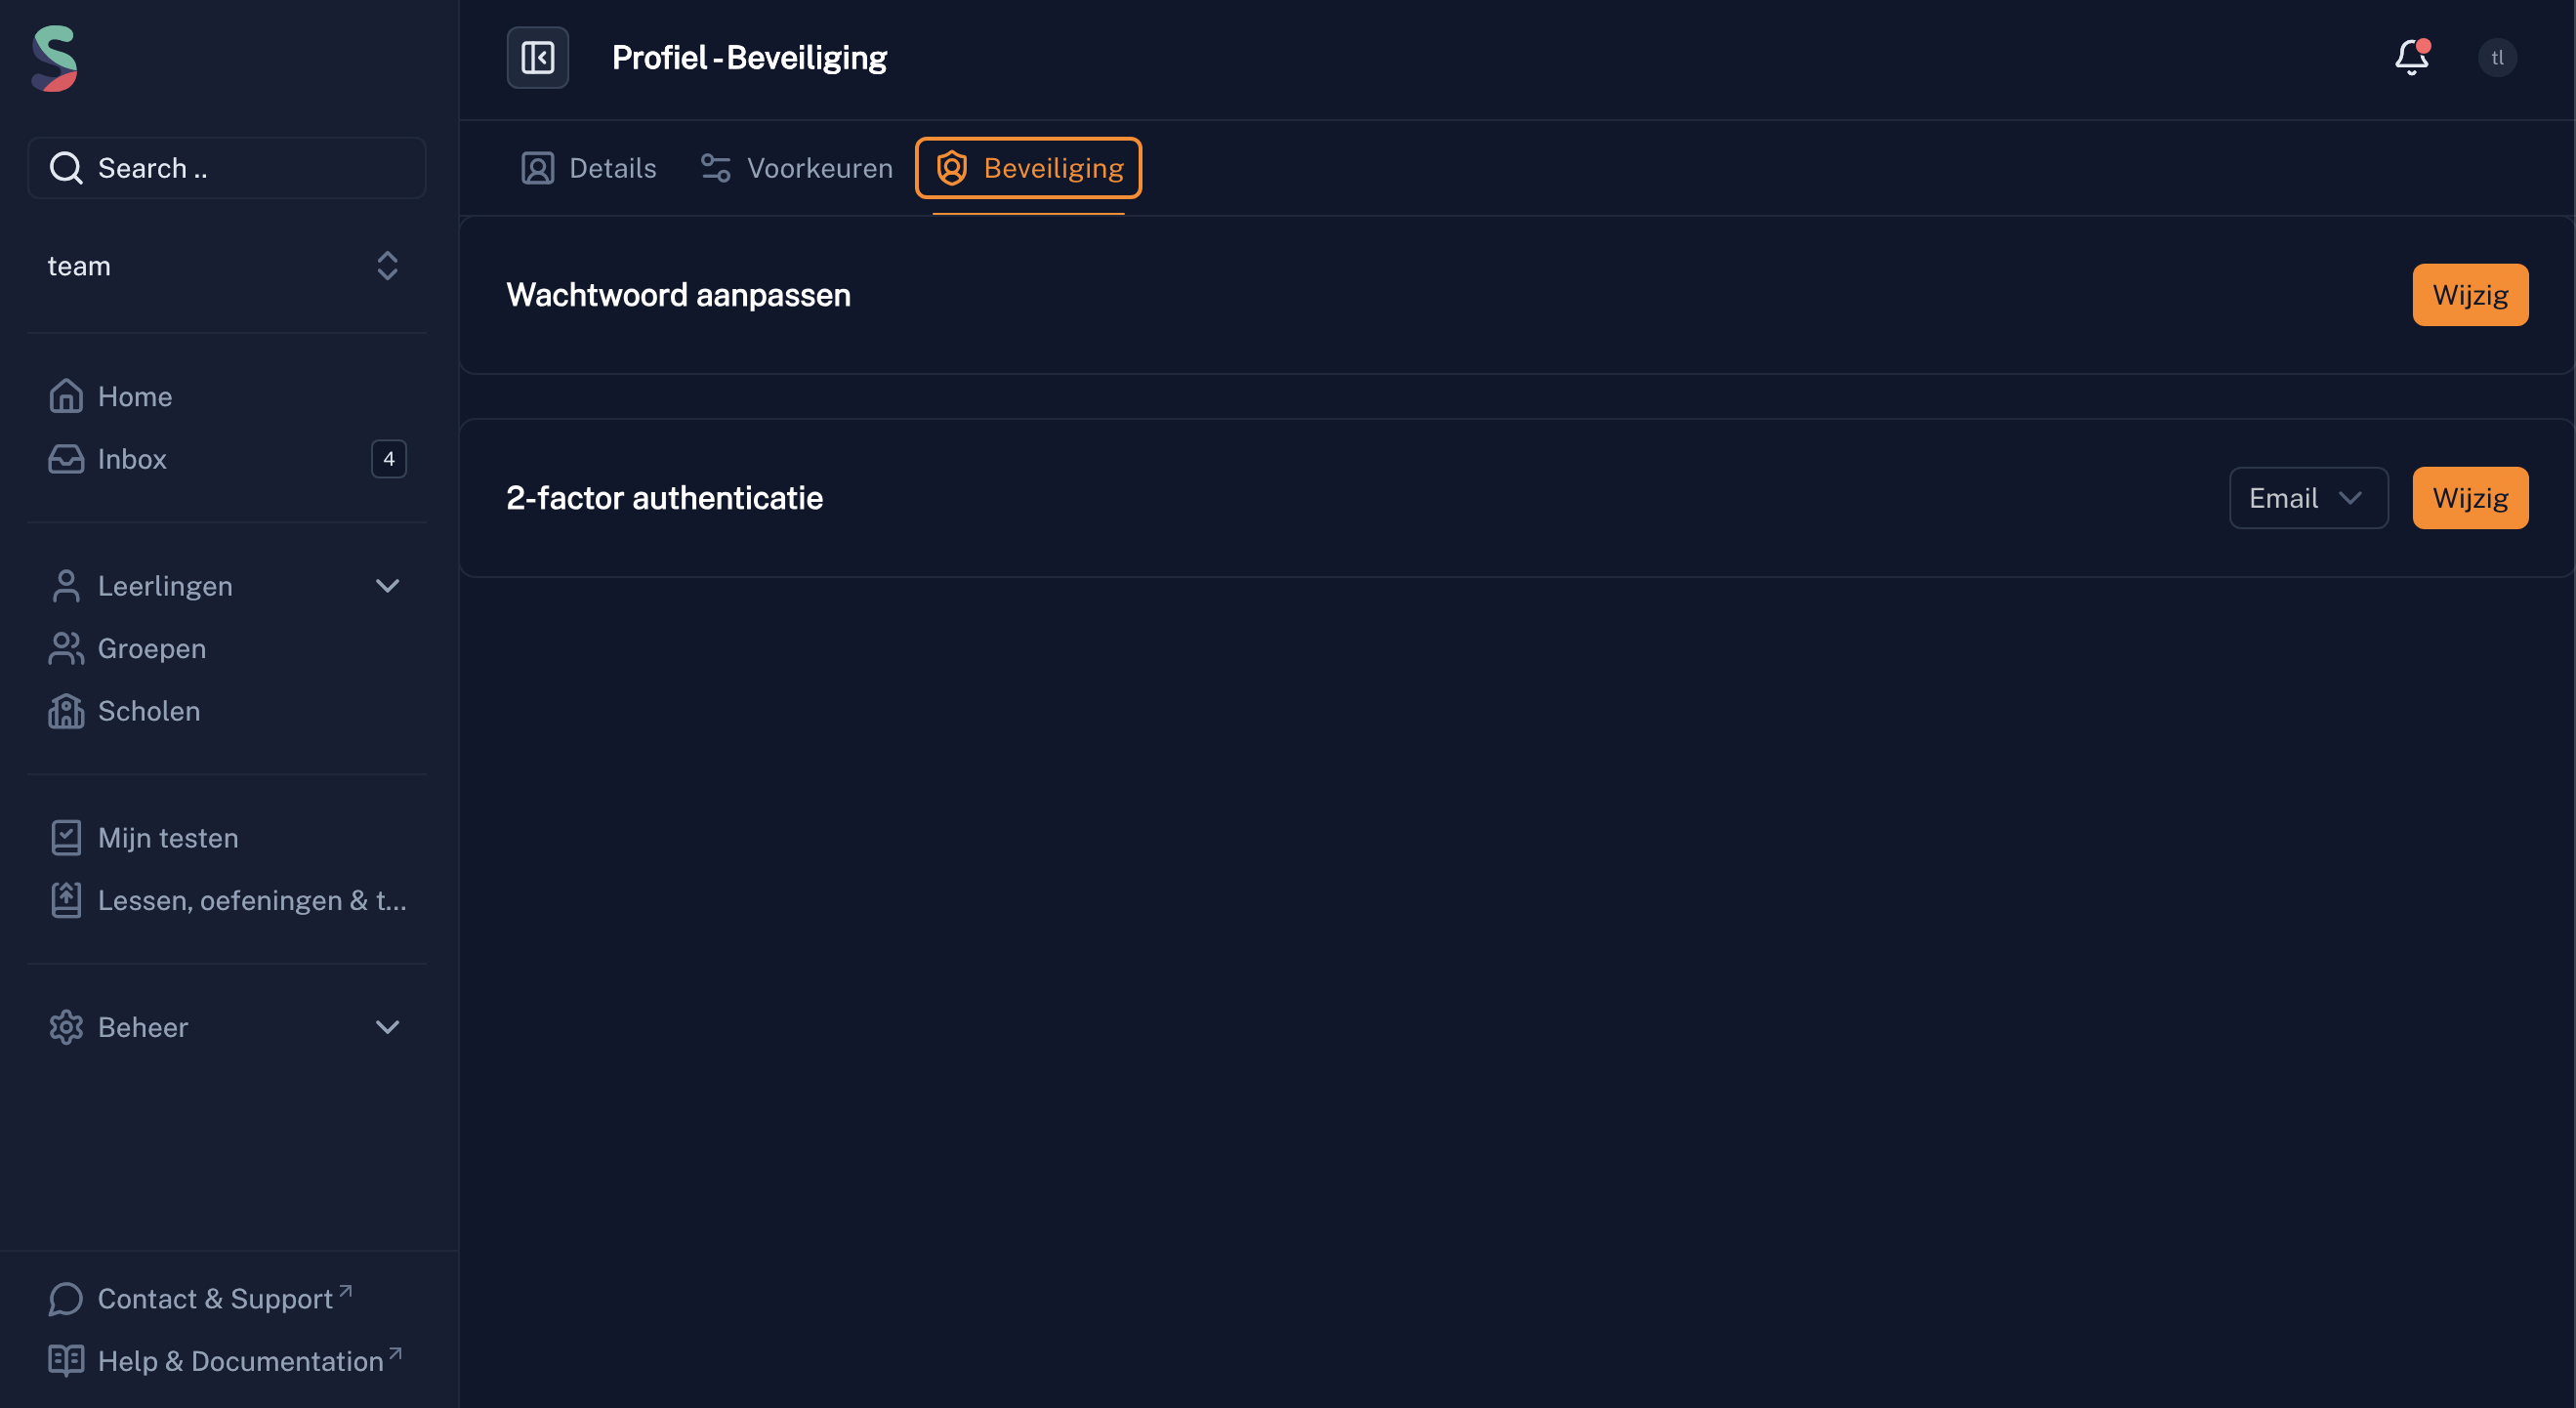 Profiel - Beveiliging
tl
Search ..
team
Home
Inbox
4
Leerlingen
Groepen
Scholen
Mijn testen
Lessen, oefeningen & t...
Beheer
Contact & Support
Help & Documentation
Details
Voorkeuren
Beveiliging
Wachtwoord aanpassen
Wijzig
2-factor authenticatie
Email
Wijzig